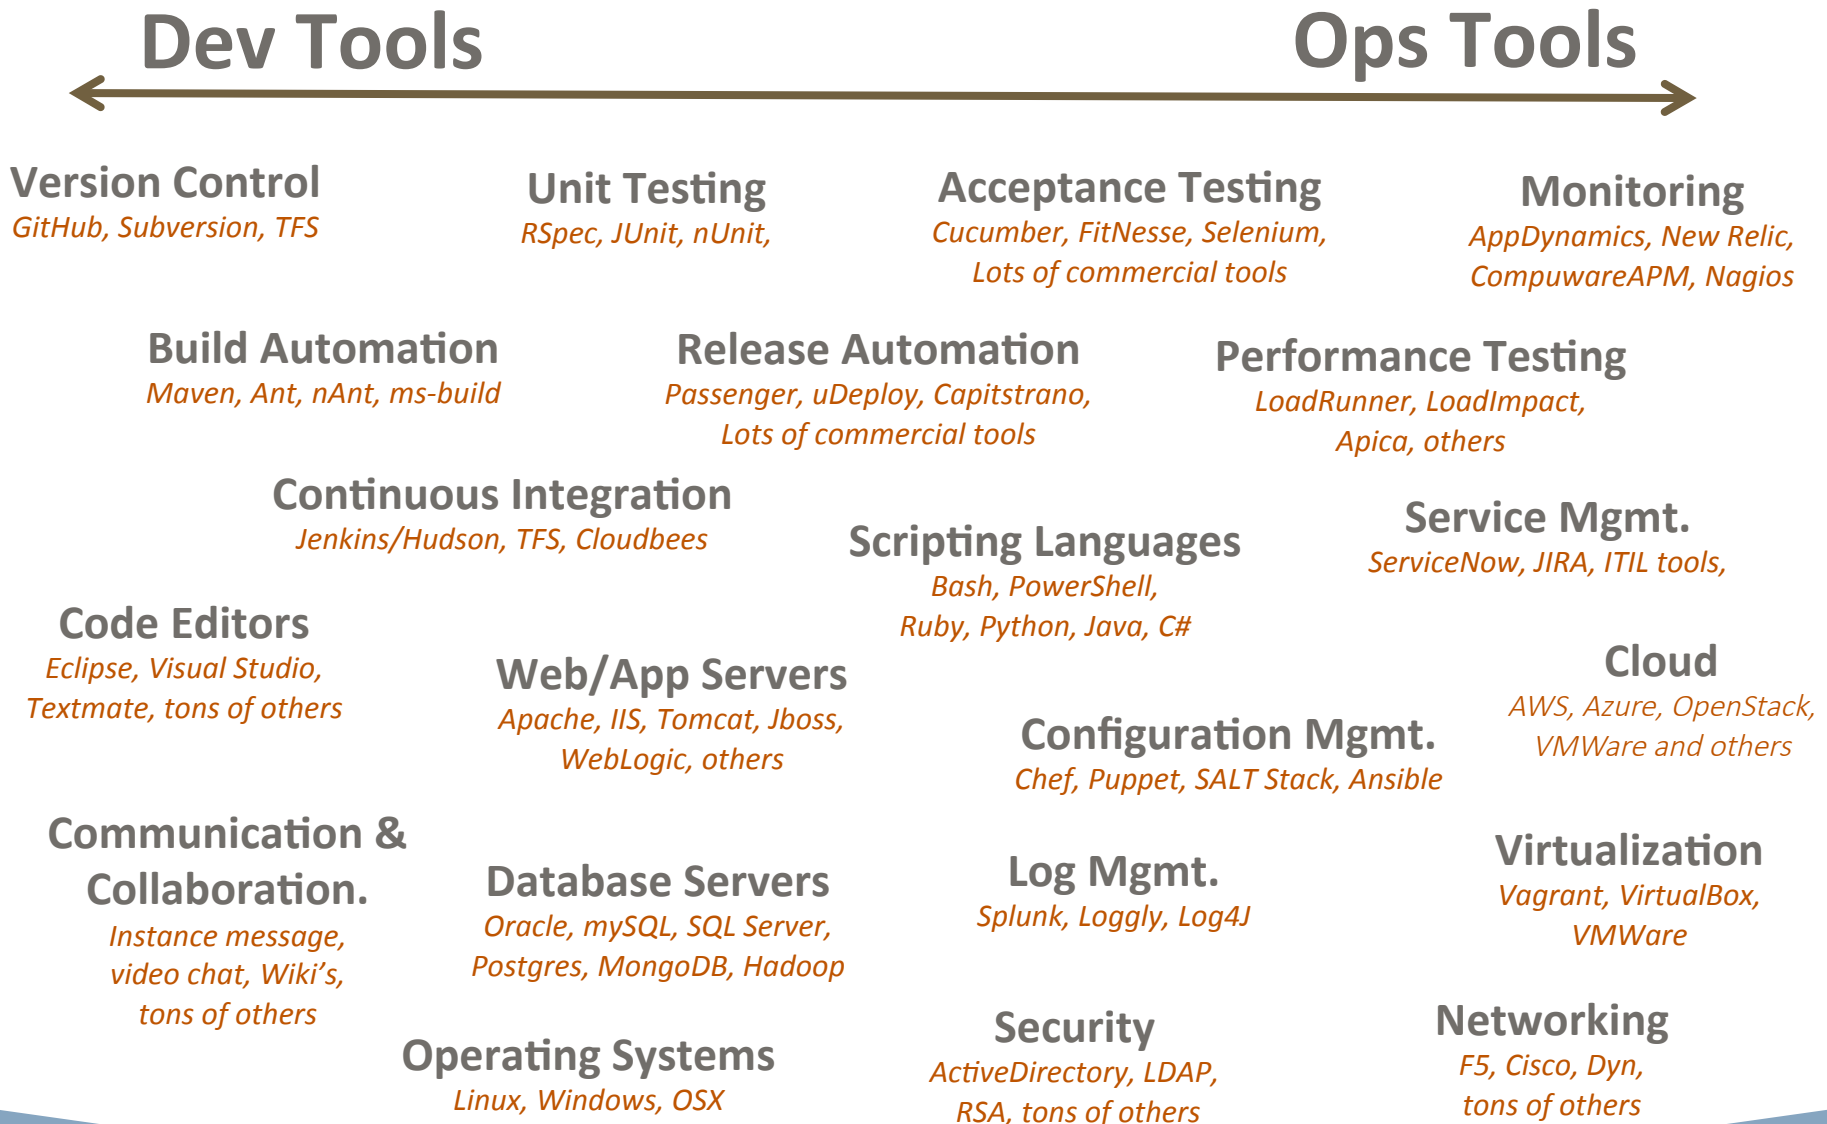 Dev Tools
Ops Tools
Version Control
GitHub, Subversion, TFS
Unit Testing
RSpec, JUnit, nUnit,
Acceptance Testing
Cucumber, FitNesse, Selenium,
Lots of commercial tools
Monitoring
AppDynamics, New Relic,
CompuwareAPM, Nagios
Build Automation
Maven, Ant, nAnt, ms-build
Release Automation
Passenger, uDeploy, Capitstrano,
Lots of commercial tools
Performance Testing
LoadRunner, LoadImpact,
Apica, others
Continuous Integration
Jenkins/Hudson, TFS, Cloudbees
Scripting Languages
Bash, PowerShell,
Ruby, Python, Java, C#
Service Mgmt.
ServiceNow, JIRA, ITIL tools,
Code Editors
Eclipse, Visual Studio,
Textmate, tons of others
Web/App Servers
Apache, IIS, Tomcat, Jboss,
WebLogic, others
Configuration Mgmt.
Chef, Puppet, SALT Stack, Ansible
Cloud
AWS, Azure, OpenStack,
VMWare and others
Communication &
Collaboration.
Instance message,
video chat, Wiki's,
tons of others
Database Servers
Oracle, mySQL, SQL Server,
Postgres, MongoDB, Hadoop
Log Mgmt.
Splunk, Loggly, Log4J
Virtualization
Vagrant, VirtualBox,
VMWare
Operating Systems
Linux, Windows, OSX
Security
ActiveDirectory, LDAP,
RSA, tons of others
Networking
F5, Cisco, Dyn,
tons of others